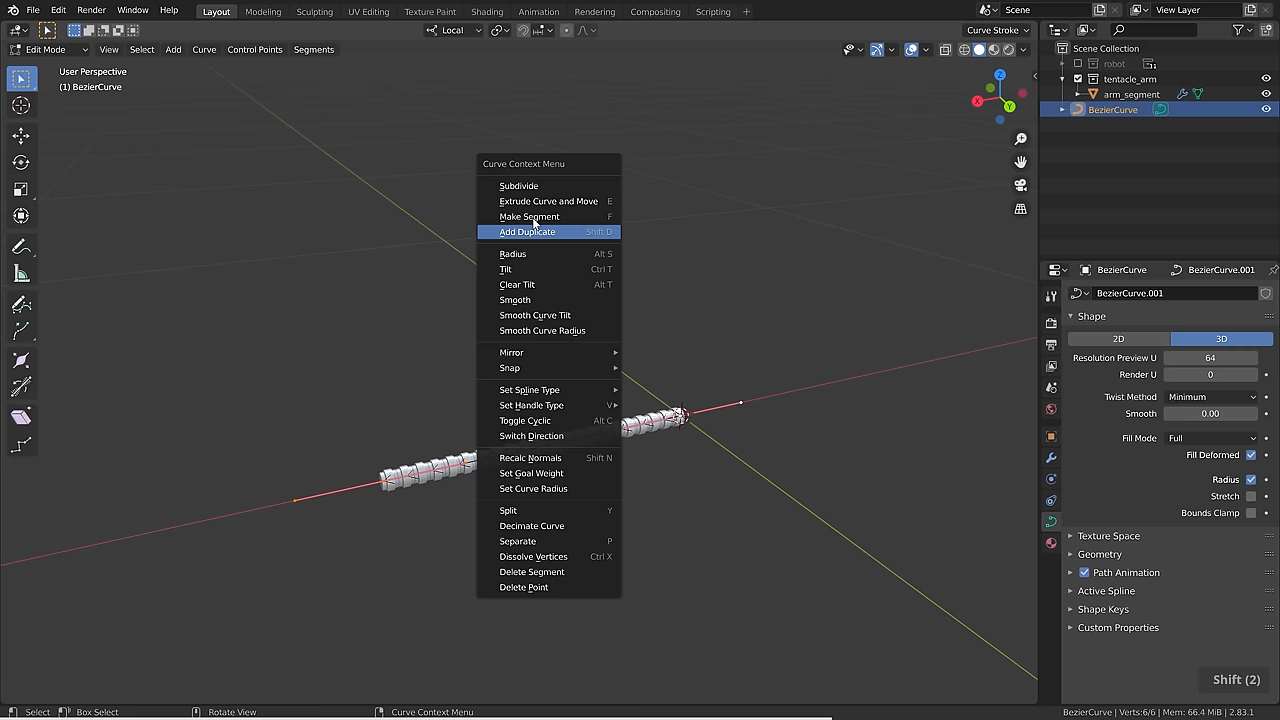 File Edit Render Window Help Layout Modeling Sculpting UV Editing Texture Paint Shading Animation Rendering Compositing Scripting + Scene View Layer
Local Curve Stroke
Edit Mode View Select Add Curve Control Points Segments
User Perspective
(1) BezierCurve
X Y Z
Curve Context Menu
Subdivide
Extrude Curve and Move E
Make Segment F
Add Duplicate Shift D
Radius Alt S
Tilt Ctrl T
Clear Tilt Alt T
Smooth
Smooth Curve Tilt
Smooth Curve Radius
Mirror
Snap
Set Spline Type
Set Handle Type V
Toggle Cyclic Alt C
Switch Direction
Recalc Normals Shift N
Set Goal Weight
Set Curve Radius
Split Y
Decimate Curve
Separate P
Dissolve Vertices Ctrl X
Delete Segment
Delete Point
Scene Collection
robot
tentacle_arm
arm_segment
BezierCurve
BezierCurve BezierCurve.001
BezierCurve.001
Shape
2D 3D
Resolution Preview U 64
Render U 0
Twist Method Minimum
Smooth 0.00
Fill Mode Full
Fill Deformed
Radius
Stretch
Bounds Clamp
Texture Space
Geometry
Path Animation
Active Spline
Shape Keys
Custom Properties
Shift (2)
Select Box Select Rotate View Curve Context Menu BezierCurve | Verts:6/6 | Mem: 66.4 MiB | 2.83.1